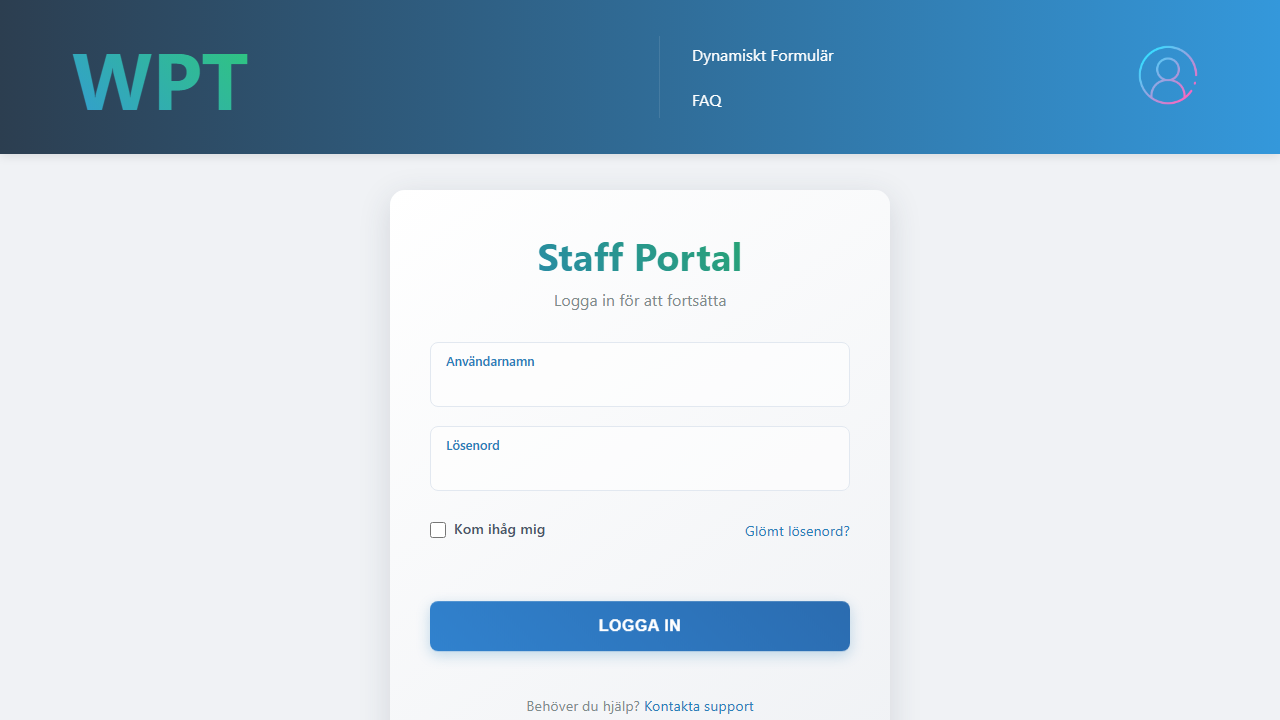 WPT
Dynamiskt Formulär
FAQ
Staff Portal
Logga in för att fortsätta
Användarnamn
Lösenord
Kom ihåg mig
Glömt lösenord?
LOGGA IN
Behöver du hjälp? Kontakta support